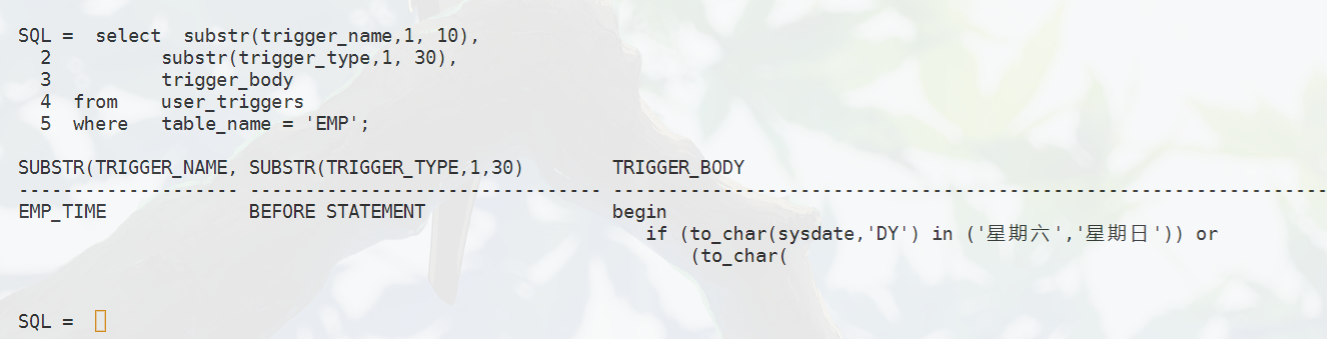 SQL =  select  substr(trigger_name,1, 10),
  2          substr(trigger_type,1, 30),
  3          trigger_body
  4  from    user_triggers
  5  where   table_name = 'EMP';
SUBSTR(TRIGGER_NAME, SUBSTR(TRIGGER_TYPE,1,30)        TRIGGER_BODY
-------------------- -------------------------------- -----------------------------------------------------------------
EMP_TIME             BEFORE STATEMENT                 begin
                                                         if (to_char(sysdate,'DY') in ('星期六','星期日')) or
                                                             (to_char(
SQL =